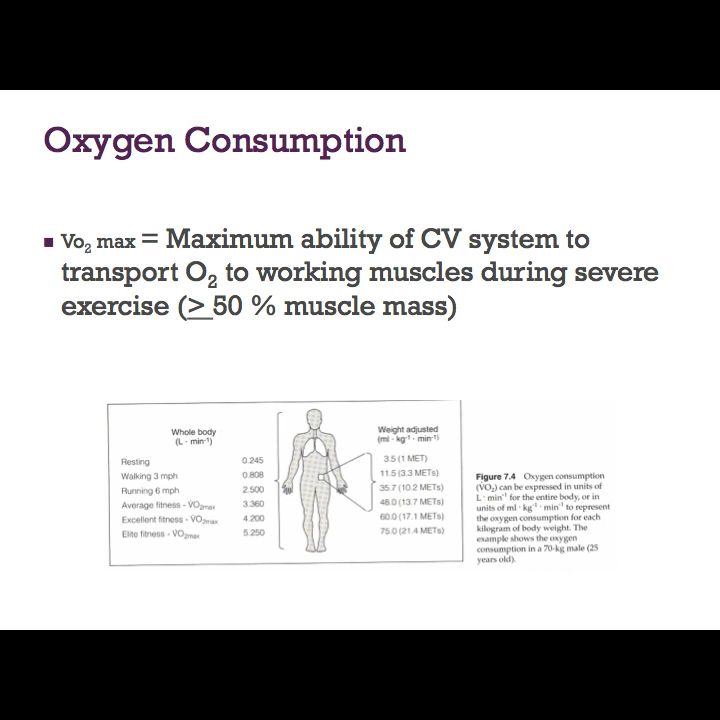 Oxygen Consumption
■ Vo₂ max = Maximum ability of CV system to
transport O₂ to working muscles during severe
exercise (> 50 % muscle mass)
Whole body
(L · min⁻¹)
Resting 0.245
Walking 3 mph 0.808
Running 6 mph 2.500
Average fitness - V̇O₂max 3.360
Excellent fitness - V̇O₂max 4.200
Elite fitness - V̇O₂max 5.250
Weight adjusted
(ml · kg⁻¹ · min⁻¹)
3.5 (1 MET)
11.5 (3.3 METs)
35.7 (10.2 METs)
48.0 (13.7 METs)
60.0 (17.1 METs)
75.0 (21.4 METs)
Figure 7.4 Oxygen consumption
(V̇O₂) can be expressed in units of
L · min⁻¹ for the entire body, or in
units of ml · kg⁻¹ · min⁻¹ to represent
the oxygen consumption for each
kilogram of body weight. The
example shows the oxygen
consumption in a 70-kg male (25
years old).